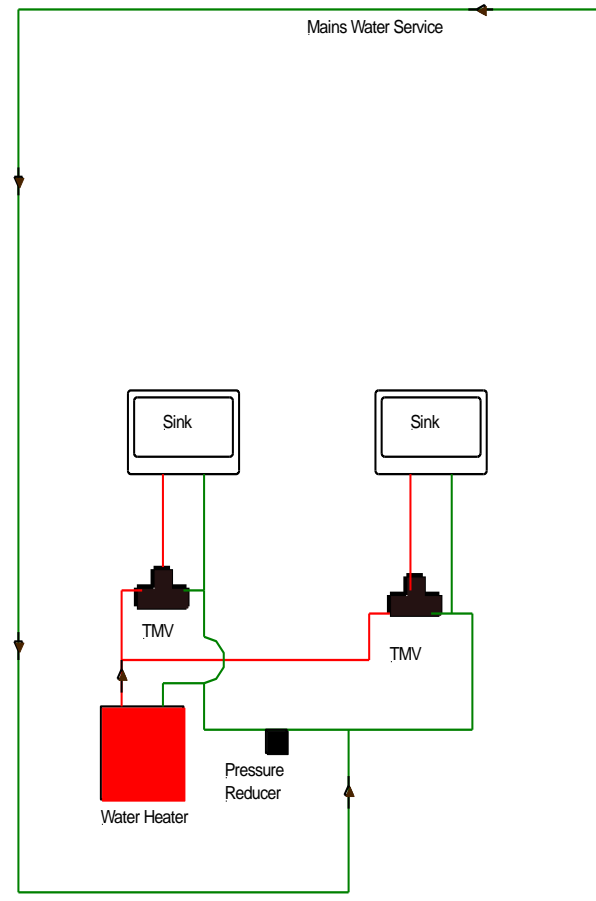 Mains Water Service
Sink
Sink
TMV
TMV
Pressure
Reducer
Water Heater